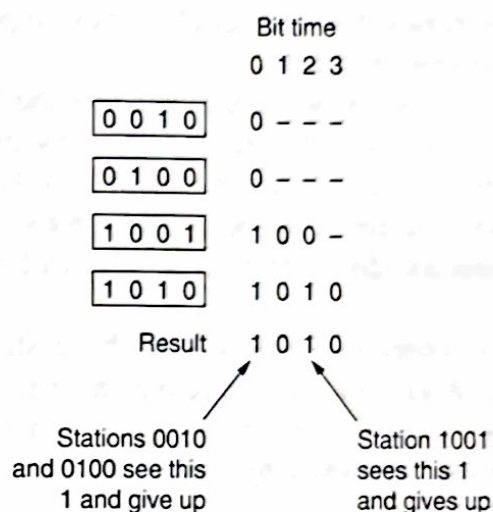 Bit time
0 1 2 3
0 0 1 0 0 – – –
0 1 0 0 0 – – –
1 0 0 1 1 0 0 –
1 0 1 0 1 0 1 0
Result 1 0 1 0
Stations 0010
and 0100 see this
1 and give up
Station 1001
sees this 1
and gives up